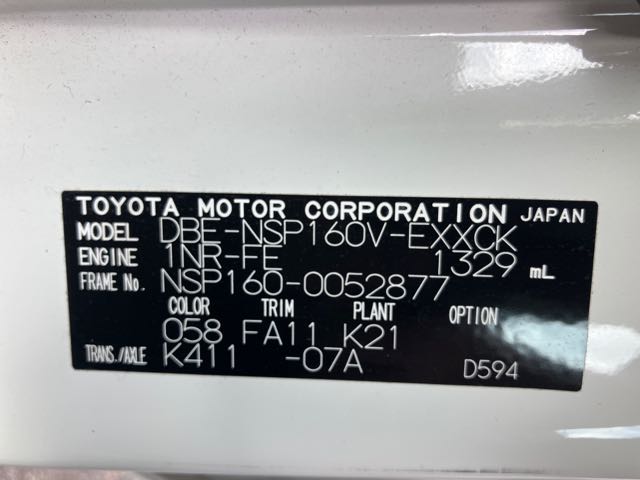 TOYOTA MOTOR CORPORATION JAPAN
MODEL DBE-NSP160V-EXXCK
ENGINE 1NR-FE 1329 mL
FRAME No. NSP160-0052877
COLOR TRIM PLANT OPTION
058 FA11 K21
TRANS./AXLE K411 -07A D594